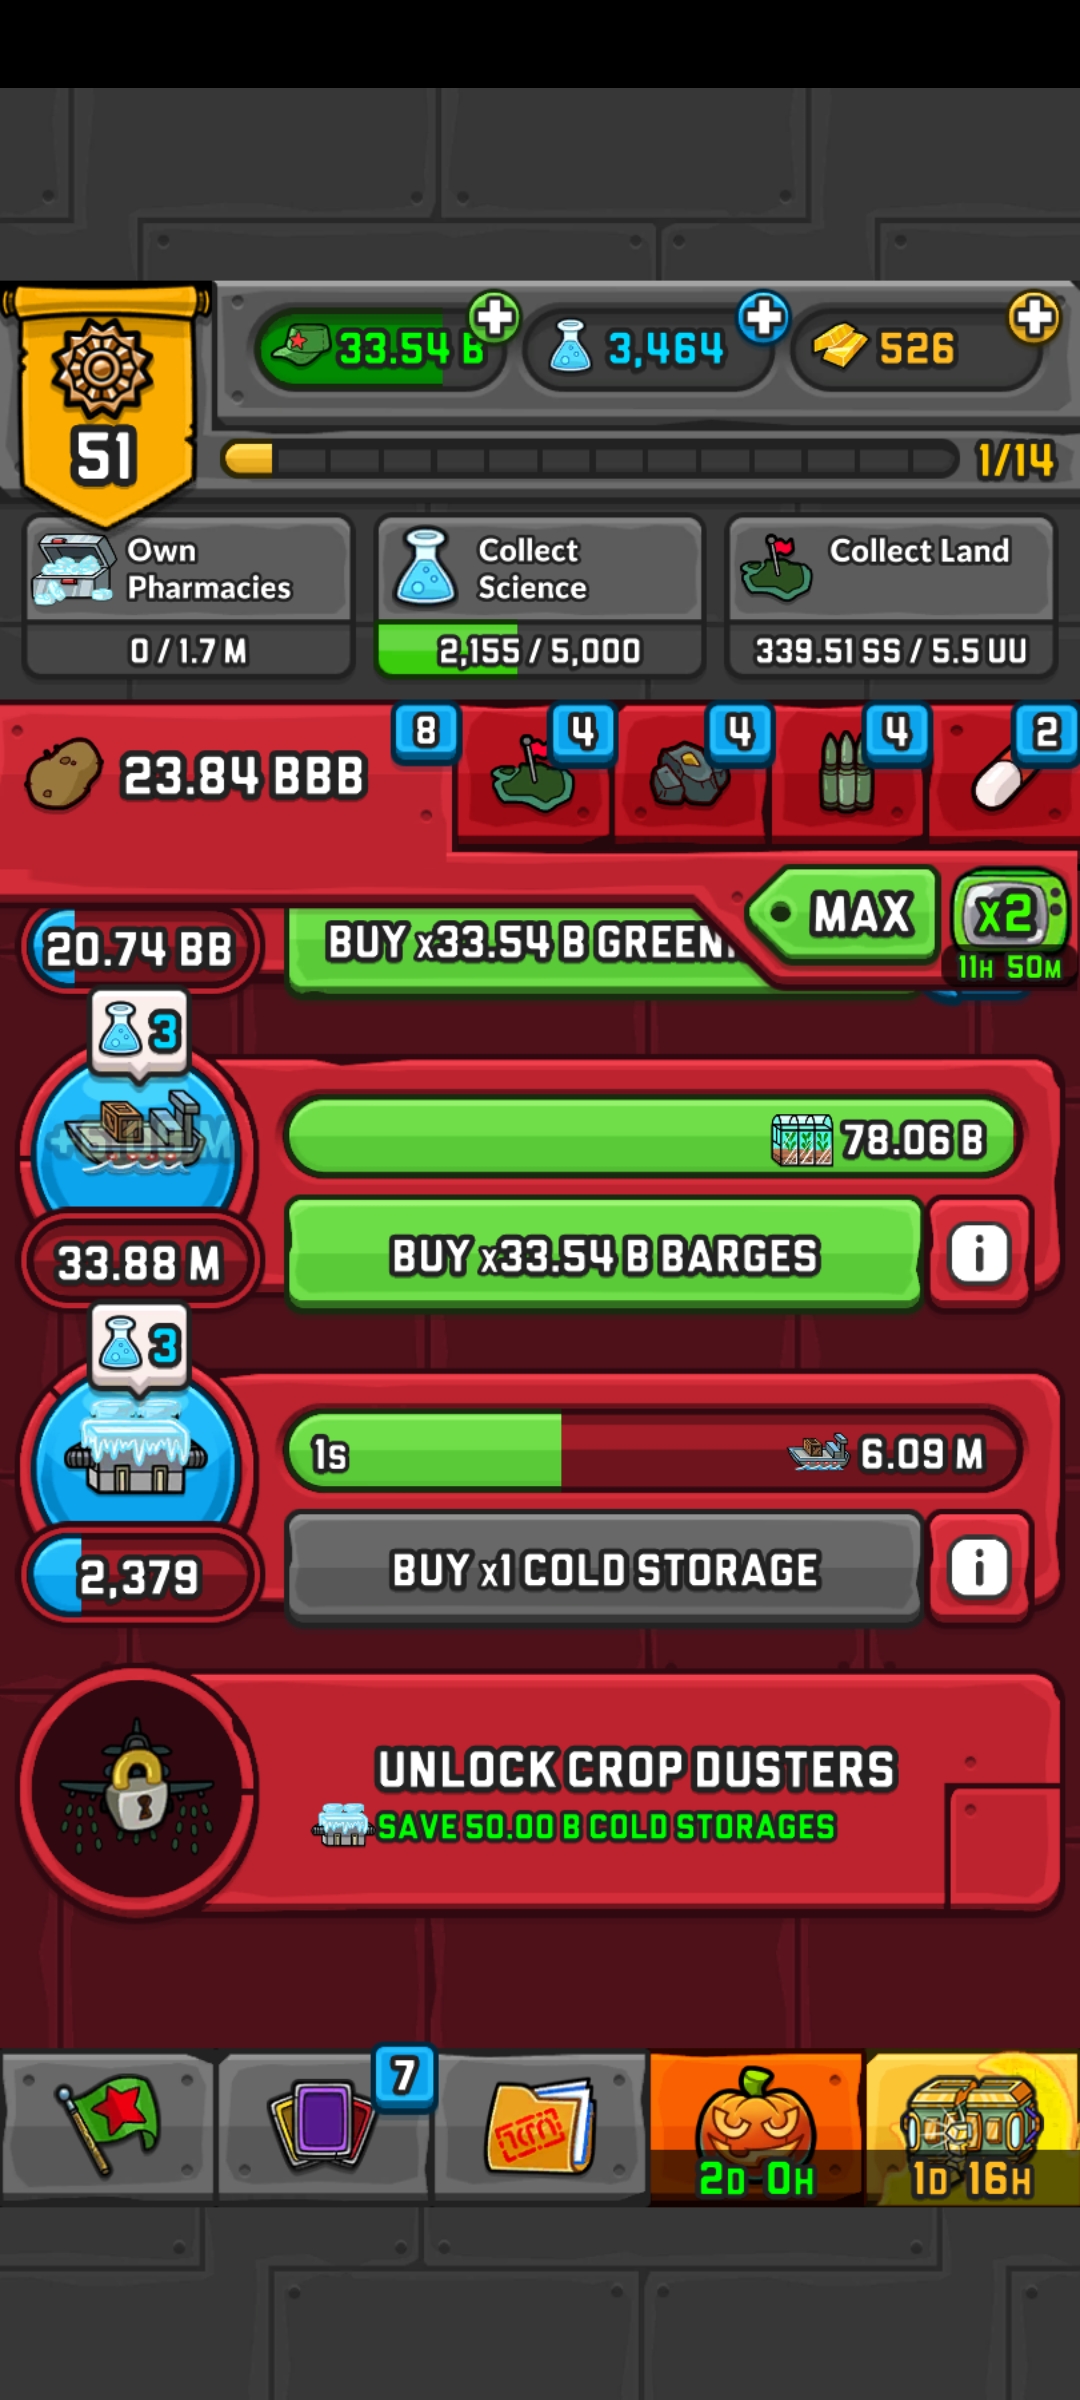 33.54 B
3,464
526
51
1/14
Own
Pharmacies
0 / 1.7 M
Collect
Science
2,155 / 5,000
Collect Land
339.51 SS / 5.5 UU
23.84 BBB
8
4
4
4
2
MAX
x2
11H 50M
20.74 BB
BUY x33.54 B GREEN
3
78.06 B
33.88 M
BUY x33.54 B BARGES
i
3
1s
6.09 M
2,379
BUY x1 COLD STORAGE
i
UNLOCK CROP DUSTERS
SAVE 50.00 B COLD STORAGES
7
2D 0H
1D 16H